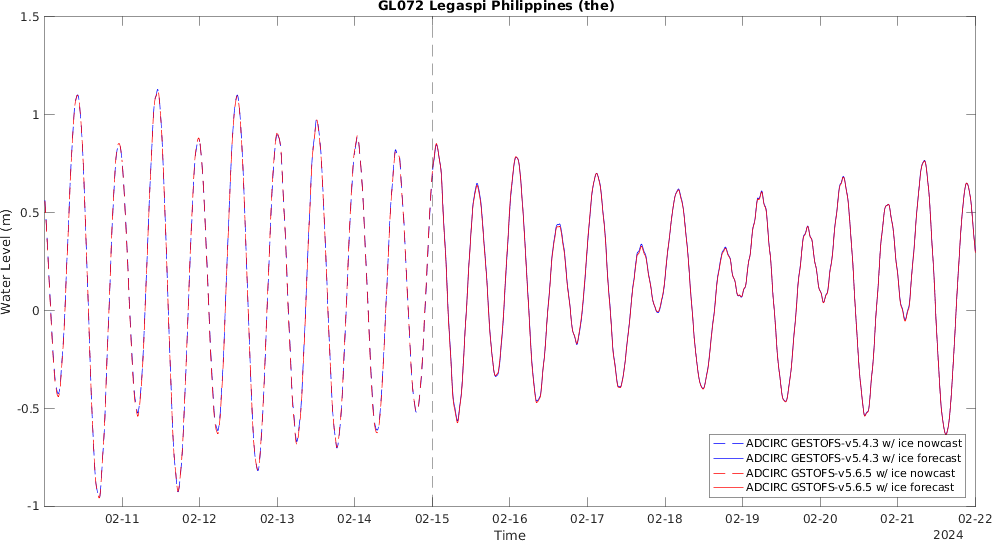 GL072 Legaspi Philippines (the)
1.5
1
0.5
0
-0.5
-1
Water Level (m)
02-11 02-12 02-13 02-14 02-15 02-16 02-17 02-18 02-19 02-20 02-21 02-22
Time
2024
ADCIRC GESTOFS-v5.4.3 w/ ice nowcast
ADCIRC GESTOFS-v5.4.3 w/ ice forecast
ADCIRC GSTOFS-v5.6.5 w/ ice nowcast
ADCIRC GSTOFS-v5.6.5 w/ ice forecast